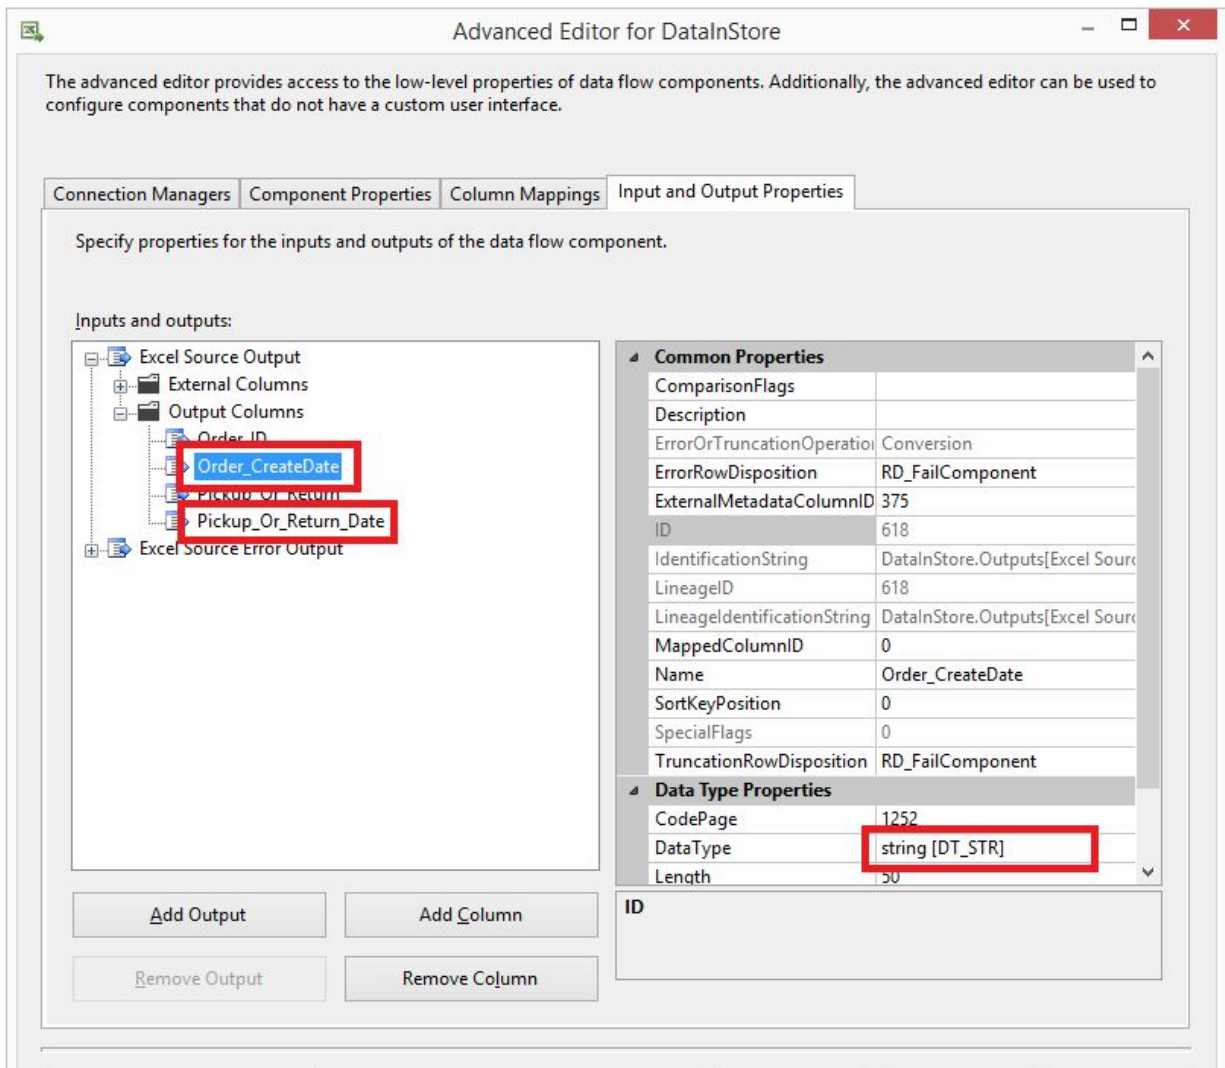 Advanced Editor for DataInStore
The advanced editor provides access to the low-level properties of data flow components. Additionally, the advanced editor can be used to
configure components that do not have a custom user interface.
Connection Managers
Component Properties
Column Mappings
Input and Output Properties
Specify properties for the inputs and outputs of the data flow component.
Inputs and outputs:
Excel Source Output
External Columns
Output Columns
Order_ID
Order_CreateDate
Pickup_Or_Return
Pickup_Or_Return_Date
Excel Source Error Output
Add Output
Add Column
Remove Output
Remove Column
Common Properties
ComparisonFlags
Description
ErrorOrTruncationOperatio Conversion
ErrorRowDisposition RD_FailComponent
ExternalMetadataColumnID 375
ID 618
IdentificationString DataInStore.Outputs[Excel Sour
LineageID 618
LineageIdentificationString DataInStore.Outputs[Excel Sour
MappedColumnID 0
Name Order_CreateDate
SortKeyPosition 0
SpecialFlags 0
TruncationRowDisposition RD_FailComponent
Data Type Properties
CodePage 1252
DataType string [DT_STR]
Length 50
ID